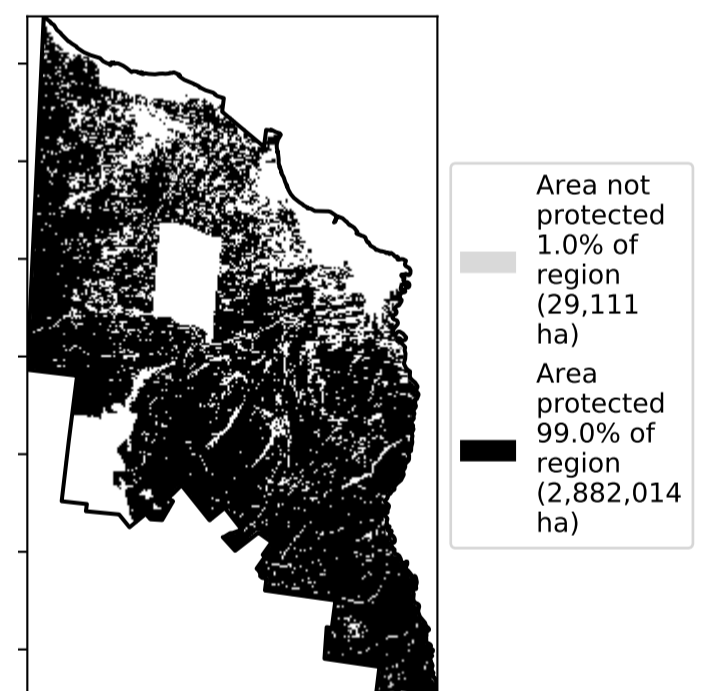 Area not
protected
1.0% of
region
(29,111
ha)
Area
protected
99.0% of
region
(2,882,014
ha)